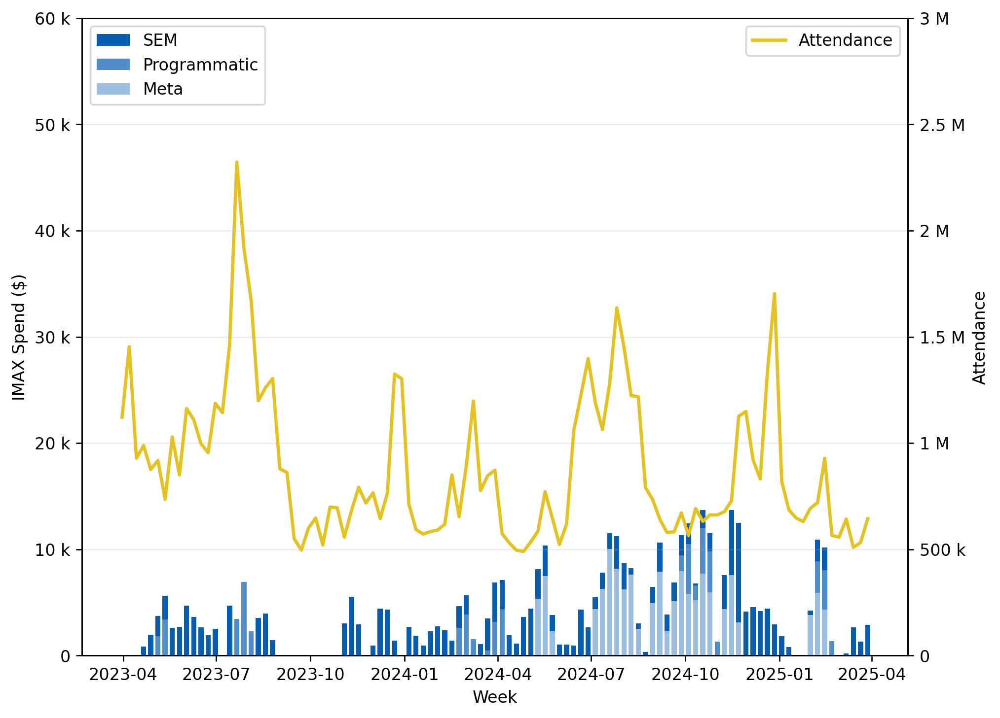 60 k
50 k
40 k
30 k
20 k
10 k
0
IMAX Spend ($)
SEM
Programmatic
Meta
Attendance
3 M
2.5 M
2 M
1.5 M
1 M
500 k
0
Attendance
2023-04 2023-07 2023-10 2024-01 2024-04 2024-07 2024-10 2025-01 2025-04
Week